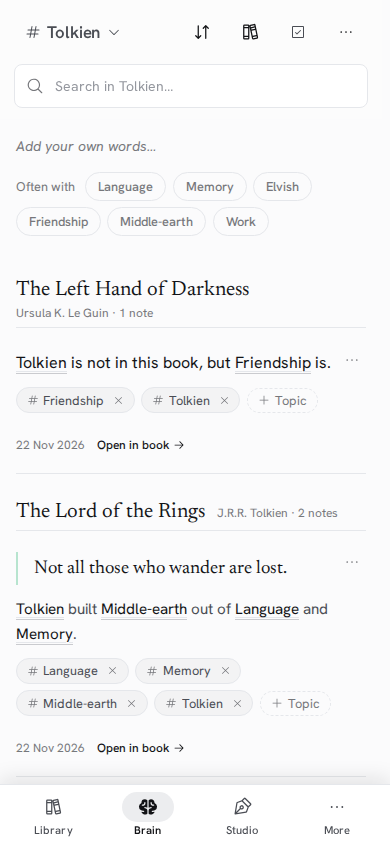 # Tolkien
Search in Tolkien...
Add your own words...
Often with Language Memory Elvish
Friendship Middle-earth Work
The Left Hand of Darkness
Ursula K. Le Guin · 1 note
Tolkien is not in this book, but Friendship is. ...
# Friendship × # Tolkien × + Topic
22 Nov 2026 Open in book →
The Lord of the Rings J.R.R. Tolkien · 2 notes
Not all those who wander are lost. ...
Tolkien built Middle-earth out of Language and
Memory.
# Language × # Memory ×
# Middle-earth × # Tolkien × + Topic
22 Nov 2026 Open in book →
Library Brain Studio More